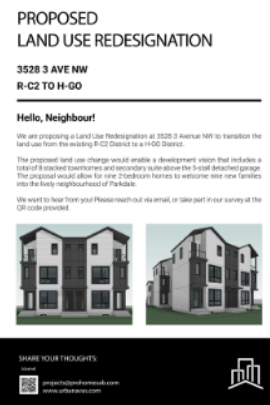 PROPOSED
LAND USE REDESIGNATION
3528 3 AVE NW
R-C2 TO H-GO
Hello, Neighbour!
We are proposing a Land Use Redesignation at 3528 3 Avenue NW to transition the
land use from the existing R-C2 District to a H-GO District.
The proposed land use change would enable a development vision that includes a
total of 8 stacked townhomes and secondary suite above the 5-stall detached garage.
The proposal would allow for nine 2-bedroom homes to welcome nine new families
into the lively neighbourhood of Parkdale.
We want to hear from you! Please reach out via email, or take part in our survey at the
QR code provided.
SHARE YOUR THOUGHTS:
projects@prohomesab.com